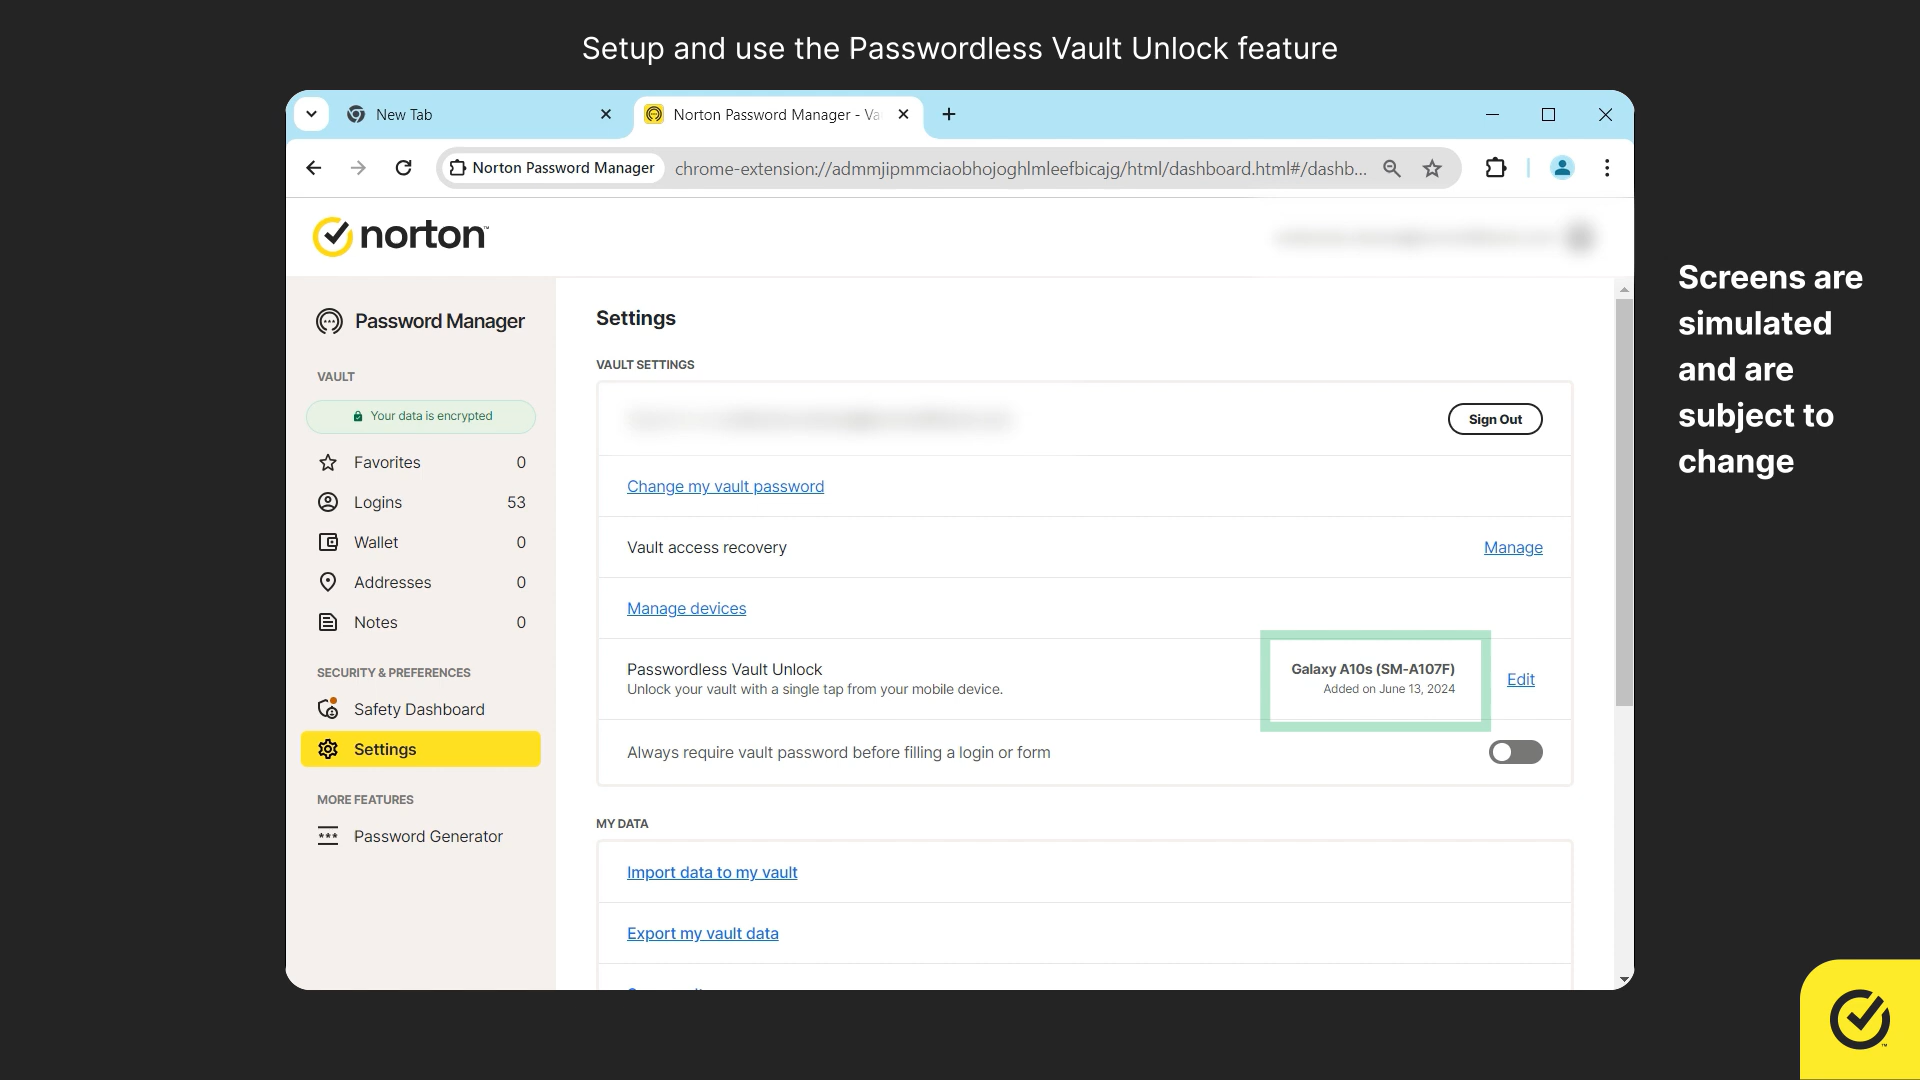 Setup and use the Passwordless Vault Unlock feature
New Tab
Norton Password Manager - Va
Norton Password Manager
chrome-extension://admmjipmmciaobhojoghlmleefbicajg/html/dashboard.html#/dashb...
norton
Password Manager
VAULT
Your data is encrypted
Favorites 0
Logins 53
Wallet 0
Addresses 0
Notes 0
SECURITY & PREFERENCES
Safety Dashboard
Settings
MORE FEATURES
Password Generator
Settings
VAULT SETTINGS
Sign Out
Change my vault password
Vault access recovery Manage
Manage devices
Passwordless Vault Unlock
Unlock your vault with a single tap from your mobile device.
Galaxy A10s (SM-A107F)
Added on June 13, 2024
Edit
Always require vault password before filling a login or form
MY DATA
Import data to my vault
Export my vault data
Screens are
simulated
and are
subject to
change